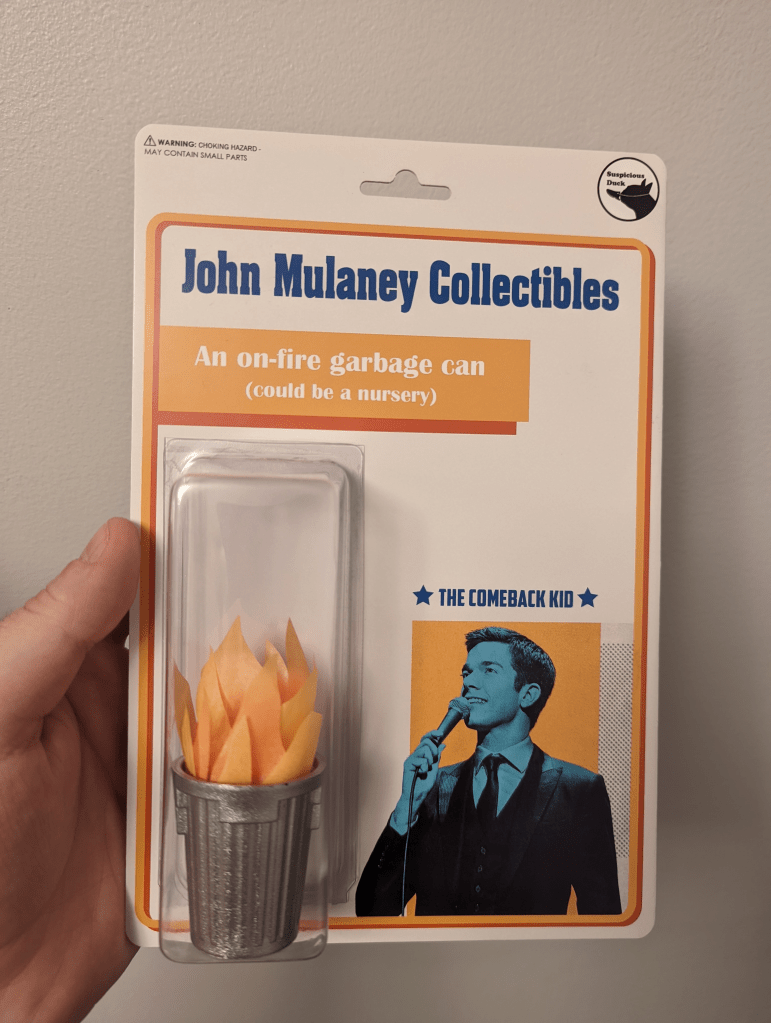 ⚠ WARNING: CHOKING HAZARD -
MAY CONTAIN SMALL PARTS
Suspicious
Duck
John Mulaney Collectibles
An on-fire garbage can
(could be a nursery)
★ THE COMEBACK KID ★